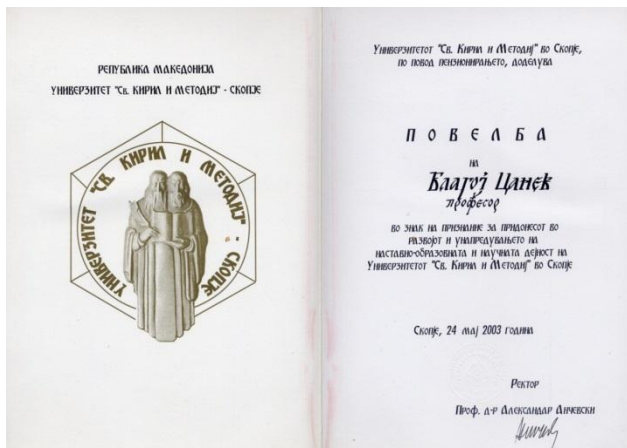 РЕПУБЛИКА МАКЕДОНИЈА
УНИВЕРЗИТЕТ "Св. КИРИЛ И МЕТОДИЈ" - СКОПЈЕ
УНИВЕРЗИТЕТ "СВ. КИРИЛ И МЕТОДИЈ" - СКОПЈЕ
Универзитетот "Св. Кирил и Методиј" во Скопје,
по повод пензионирањето, доделува
ПОВЕЛБА
на
Благој Цанев
професор
во знак на признание за придонесот во
развојот и унапредувањето на
наставно-образовната и научната дејност на
Универзитетот "Св. Кирил и Методиј" во Скопје
Скопје, 24 мај 2003 година
Ректор
Проф. д-р Александар Анчевски